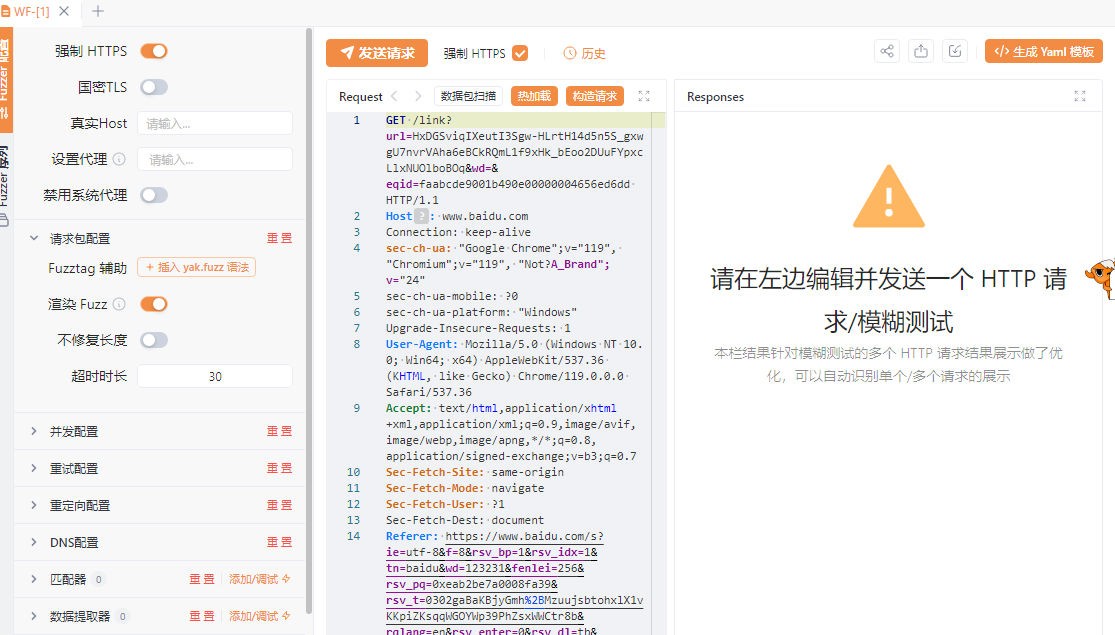 WF-[1]
Fuzzer 配置
Fuzzer 序列
强制 HTTPS
国密TLS
真实Host 请输入...
设置代理 请输入...
禁用系统代理
请求包配置 重置
Fuzztag 辅助 + 插入 yak.fuzz 语法
渲染 Fuzz
不修复长度
超时时长 30
并发配置 重置
重试配置 重置
重定向配置 重置
DNS配置 重置
匹配器 0 重置 添加/调试
数据提取器 0 重置 添加/调试
发送请求 强制 HTTPS 历史
生成 Yaml 模板
Request 数据包扫描 热加载 构造请求
1 GET /link?
url=HxDGSviqIXeutI3Sgw-HLrtH14d5n5S_gxw
gU7nvrVAha6eBCkRQmL1f9xHk_bEoo2DUuFYpxc
LlxNUOlboBOq&wd=&
eqid=faabcde9001b490e00000004656ed6dd
HTTP/1.1
2 Host ? : www.baidu.com
3 Connection: keep-alive
4 sec-ch-ua: "Google Chrome";v="119",
"Chromium";v="119", "Not?A_Brand";
v="24"
5 sec-ch-ua-mobile: ?0
6 sec-ch-ua-platform: "Windows"
7 Upgrade-Insecure-Requests: 1
8 User-Agent: Mozilla/5.0 (Windows NT 10.
0; Win64; x64) AppleWebKit/537.36
(KHTML, like Gecko) Chrome/119.0.0.0
Safari/537.36
9 Accept: text/html,application/xhtml
+xml,application/xml;q=0.9,image/avif,
image/webp,image/apng,*/*;q=0.8,
application/signed-exchange;v=b3;q=0.7
10 Sec-Fetch-Site: same-origin
11 Sec-Fetch-Mode: navigate
12 Sec-Fetch-User: ?1
13 Sec-Fetch-Dest: document
14 Referer: https://www.baidu.com/s?
ie=utf-8&f=8&rsv_bp=1&rsv_idx=1&
tn=baidu&wd=123231&fenlei=256&
rsv_pq=0xeab2be7a0008fa39&
rsv_t=0302gaBaKBjyGmh%2BMzuujsbtohxlX1v
KKpiZKsqqWGOYWp39PhZsxWWCtr8b&
rqlang=en&rsv_enter=0&rsv_dl=tb&
Responses
请在左边编辑并发送一个 HTTP 请
求/模糊测试
本栏结果针对模糊测试的多个 HTTP 请求结果展示做了优
化，可以自动识别单个/多个请求的展示